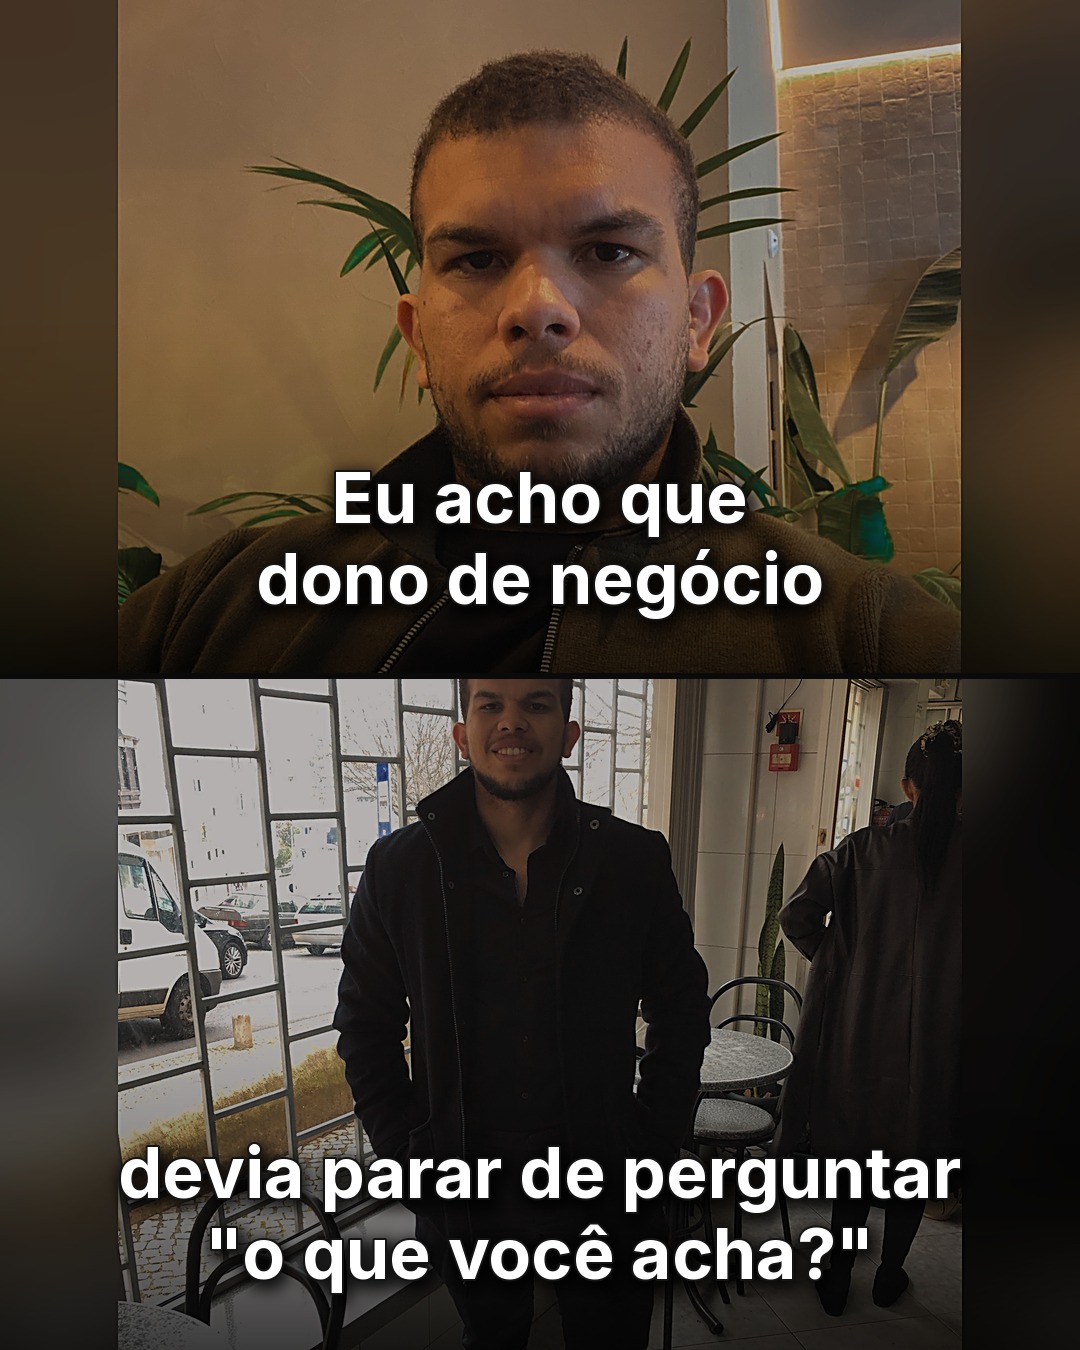 Eu acho que
dono de negócio
devia parar de perguntar
"o que você acha?"